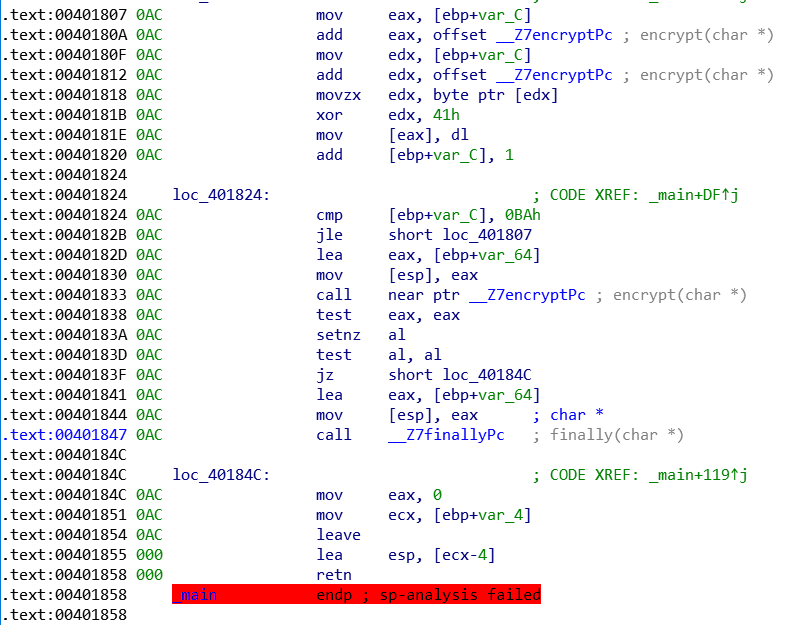 .text:00401807 0AC mov eax, [ebp+var_C]
.text:0040180A 0AC add eax, offset __Z7encryptPc ; encrypt(char *)
.text:0040180F 0AC mov edx, [ebp+var_C]
.text:00401812 0AC add edx, offset __Z7encryptPc ; encrypt(char *)
.text:00401818 0AC movzx edx, byte ptr [edx]
.text:0040181B 0AC xor edx, 41h
.text:0040181E 0AC mov [eax], dl
.text:00401820 0AC add [ebp+var_C], 1
.text:00401824
.text:00401824 loc_401824: ; CODE XREF: _main+DF↑j
.text:00401824 0AC cmp [ebp+var_C], 0BAh
.text:0040182B 0AC jle short loc_401807
.text:0040182D 0AC lea eax, [ebp+var_64]
.text:00401830 0AC mov [esp], eax
.text:00401833 0AC call near ptr __Z7encryptPc ; encrypt(char *)
.text:00401838 0AC test eax, eax
.text:0040183A 0AC setnz al
.text:0040183D 0AC test al, al
.text:0040183F 0AC jz short loc_40184C
.text:00401841 0AC lea eax, [ebp+var_64]
.text:00401844 0AC mov [esp], eax ; char *
.text:00401847 0AC call __Z7finallyPc ; finally(char *)
.text:0040184C
.text:0040184C loc_40184C: ; CODE XREF: _main+119↑j
.text:0040184C 0AC mov eax, 0
.text:00401851 0AC mov ecx, [ebp+var_4]
.text:00401854 0AC leave
.text:00401855 000 lea esp, [ecx-4]
.text:00401858 000 retn
.text:00401858 _main endp ; sp-analysis failed
.text:00401858